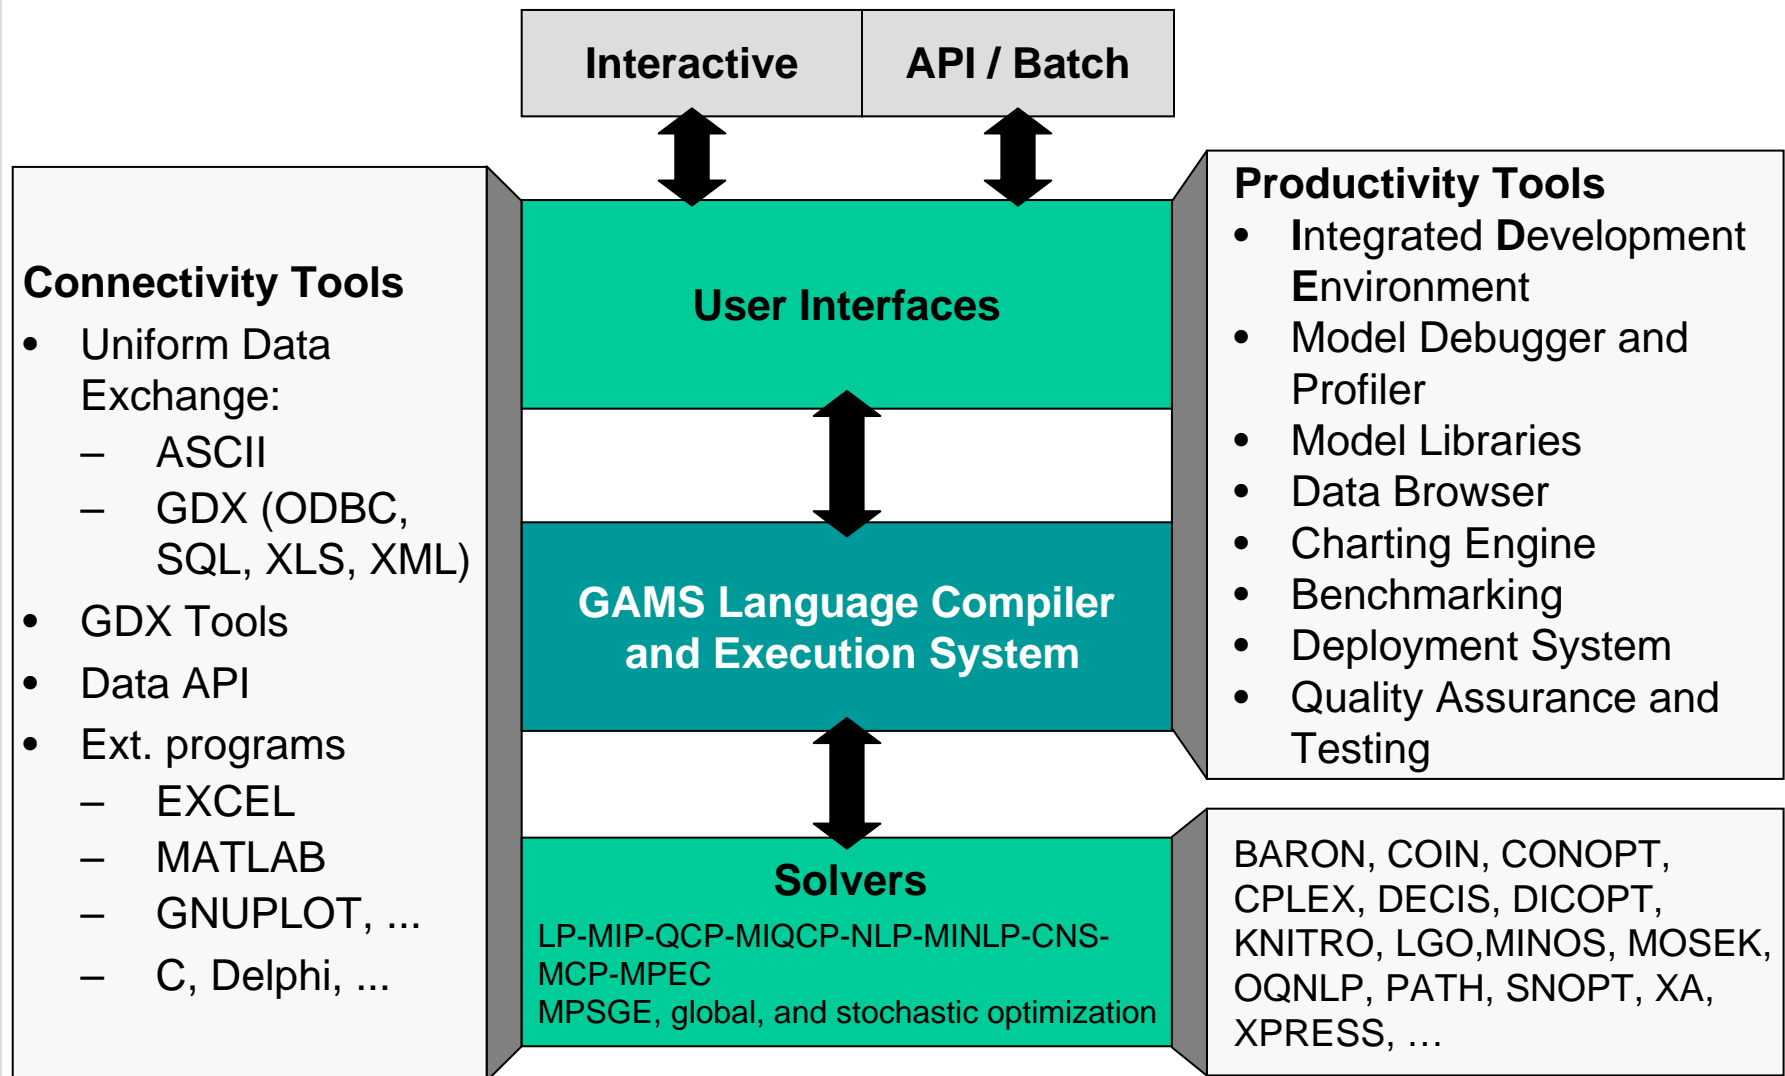 Interactive
API / Batch
Connectivity Tools
• Uniform Data
Exchange:
– ASCII
– GDX (ODBC,
SQL, XLS, XML)
• GDX Tools
• Data API
• Ext. programs
– EXCEL
– MATLAB
– GNUPLOT, ...
– C, Delphi, ...
User Interfaces
GAMS Language Compiler
and Execution System
Solvers
LP-MIP-QCP-MIQCP-NLP-MINLP-CNS-
MCP-MPEC
MPSGE, global, and stochastic optimization
Productivity Tools
• Integrated Development
Environment
• Model Debugger and
Profiler
• Model Libraries
• Data Browser
• Charting Engine
• Benchmarking
• Deployment System
• Quality Assurance and
Testing
BARON, COIN, CONOPT,
CPLEX, DECIS, DICOPT,
KNITRO, LGO,MINOS, MOSEK,
OQNLP, PATH, SNOPT, XA,
XPRESS, …